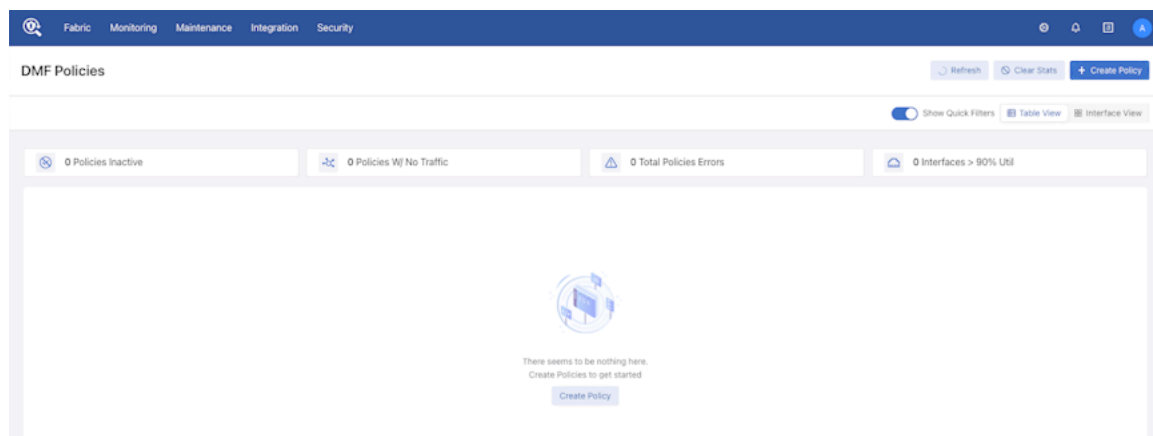 Fabric Monitoring Maintenance Integration Security A
DMF Policies Refresh Clear Stats + Create Policy
Show Quick Filters Table View Interface View
0 Policies Inactive 0 Policies W/ No Traffic 0 Total Policies Errors 0 Interfaces > 90% Util
There seems to be nothing here.
Create Policies to get started
Create Policy